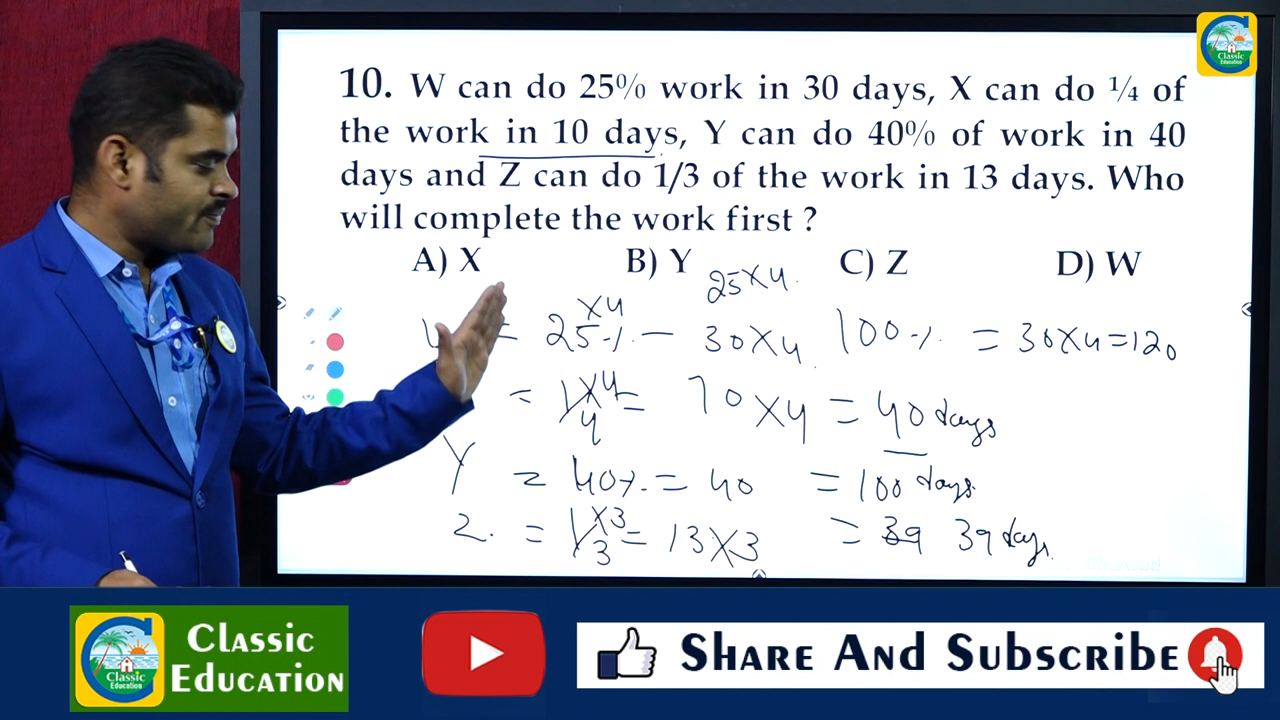 Classic
Education
10. W can do 25% work in 30 days, X can do ¼ of
the work in 10 days, Y can do 40% of work in 40
days and Z can do 1/3 of the work in 13 days. Who
will complete the work first ?
A) X B) Y C) Z D) W
25×4
×4
= 25% – 30×4 100% = 30×4=120
= 1×4/4 = 10×4 = 40 days
Y = 40% = 40 = 100 days.
Z. = 1×3/3 = 13×3 = 39 39 days.
Classic
Education
Classic
Education
Share And Subscribe